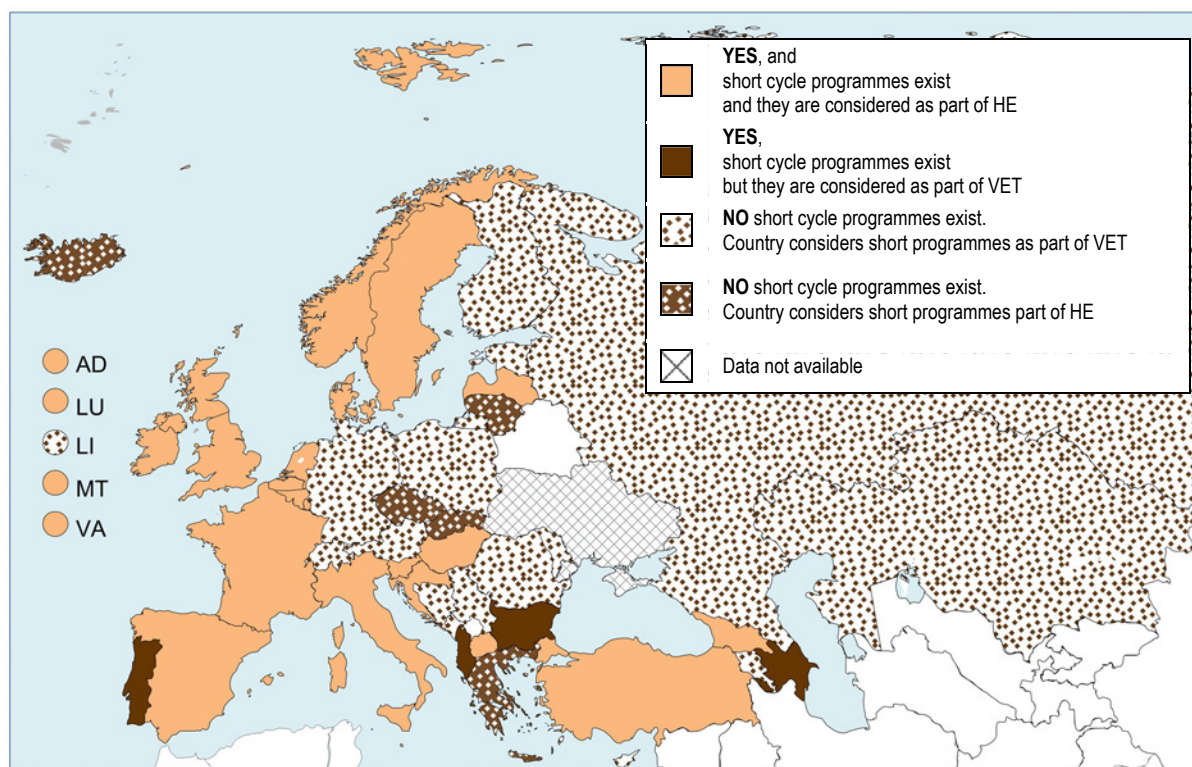 YES, and
short cycle programmes exist
and they are considered as part of HE
YES,
short cycle programmes exist
but they are considered as part of VET
NO short cycle programmes exist.
Country considers short programmes as part of VET
NO short cycle programmes exist.
Country considers short programmes part of HE
Data not available
AD
LU
LI
MT
VA